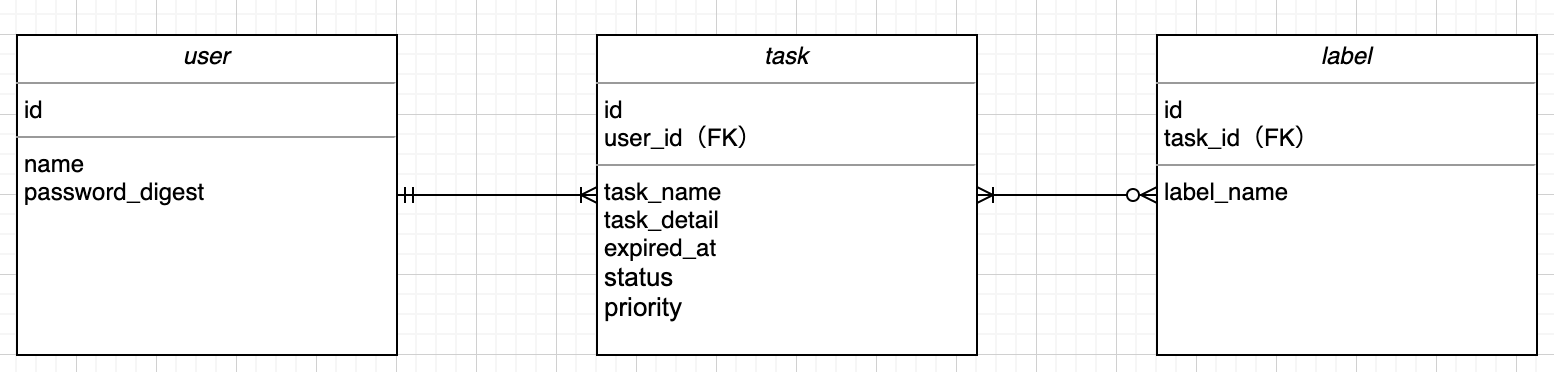 user
id
name
password_digest
task
id
user_id（FK）
task_name
task_detail
expired_at
status
priority
label
id
task_id（FK）
label_name